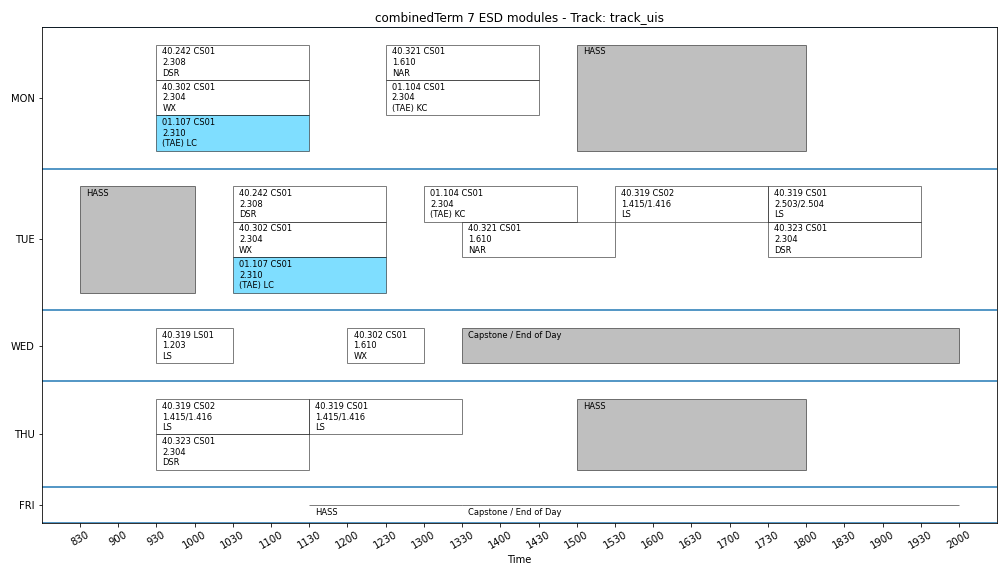 combinedTerm 7 ESD modules - Track: track_uis
MON
40.242 CS01
2.308
DSR
40.302 CS01
2.304
WX
01.107 CS01
2.310
(TAE) LC
40.321 CS01
1.610
NAR
01.104 CS01
2.304
(TAE) KC
HASS
TUE
HASS
40.242 CS01
2.308
DSR
40.302 CS01
2.304
WX
01.107 CS01
2.310
(TAE) LC
01.104 CS01
2.304
(TAE) KC
40.321 CS01
1.610
NAR
40.319 CS02
1.415/1.416
LS
40.319 CS01
2.503/2.504
LS
40.323 CS01
2.304
DSR
WED
40.319 LS01
1.203
LS
40.302 CS01
1.610
WX
Capstone / End of Day
THU
40.319 CS02
1.415/1.416
LS
40.323 CS01
2.304
DSR
40.319 CS01
1.415/1.416
LS
HASS
FRI
HASS
Capstone / End of Day
830 900 930 1000 1030 1100 1130 1200 1230 1300 1330 1400 1430 1500 1530 1600 1630 1700 1730 1800 1830 1900 1930 2000
Time